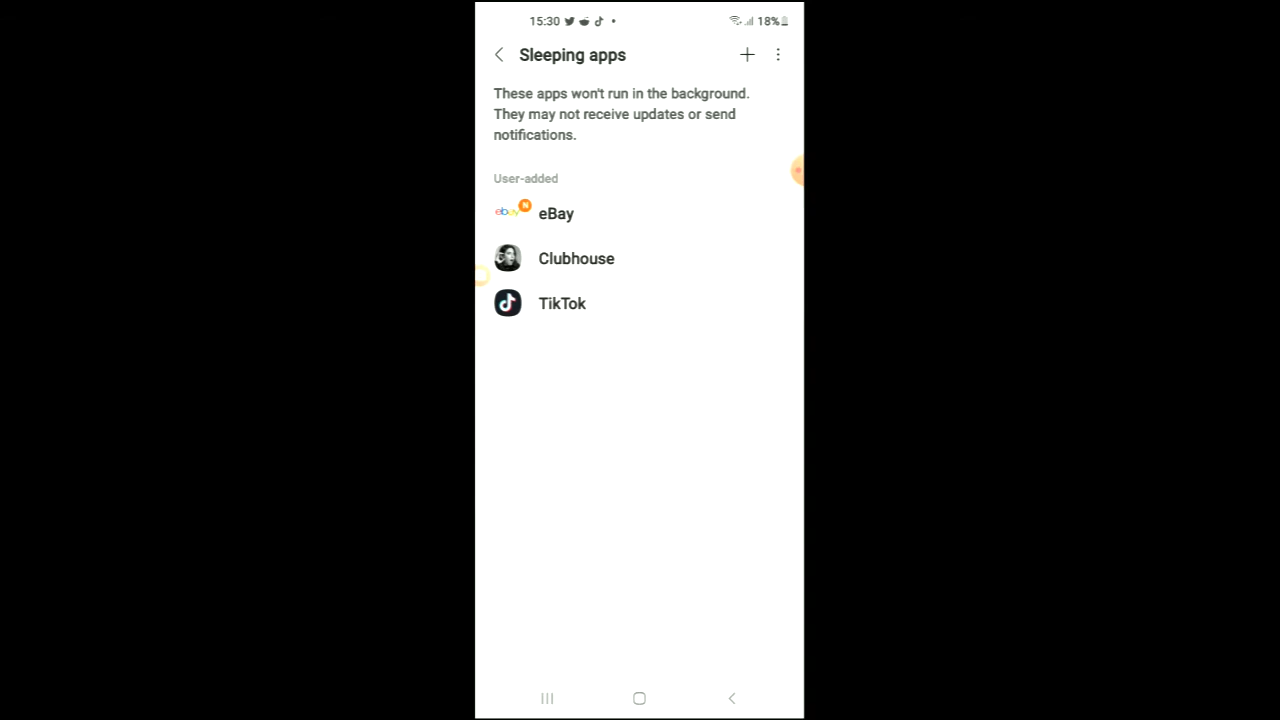 15:30 18%
Sleeping apps
These apps won't run in the background.
They may not receive updates or send
notifications.
User-added
ebay N eBay
Clubhouse
TikTok